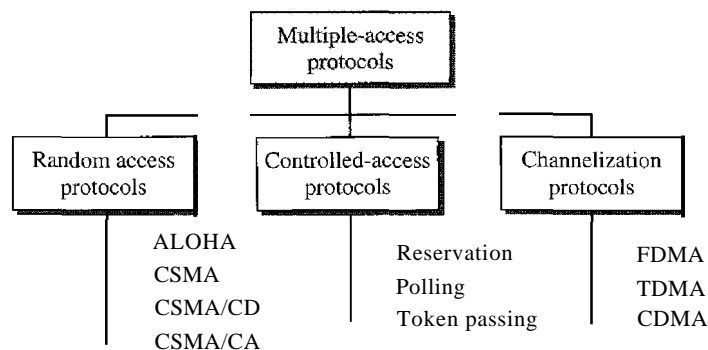 Multiple-access
protocols
Random access
protocols
Controlled-access
protocols
Channelization
protocols
ALOHA
CSMA
CSMA/CD
CSMA/CA
Reservation
Polling
Token passing
FDMA
TDMA
CDMA